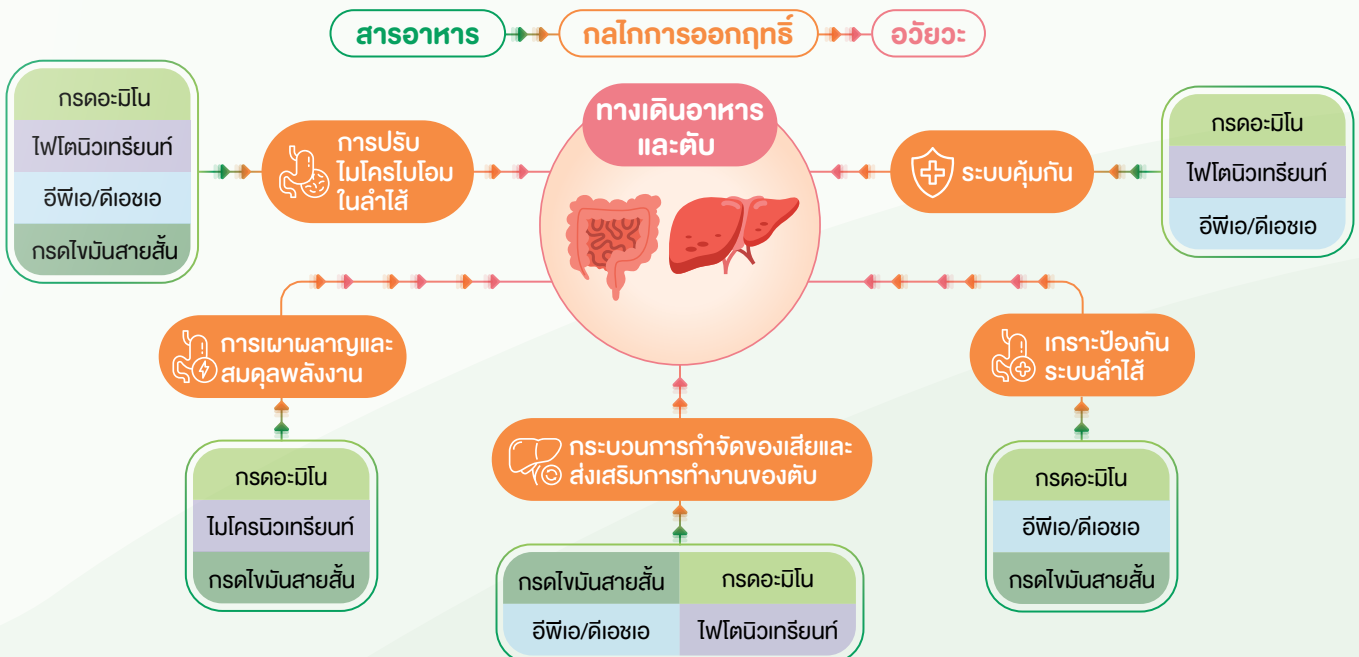 สารอาหาร
กลไกการออกฤทธิ์
อวัยวะ
กรดอะมิโน
ไฟโตนิวเทรียนท์
อีพีเอ/ดีเอชเอ
กรดไขมันสายสั้น
การปรับ
ไมโครไบโอม
ในลำไส้
ทางเดินอาหาร
และตับ
ระบบคุ้มกัน
กรดอะมิโน
ไฟโตนิวเทรียนท์
อีพีเอ/ดีเอชเอ
การเผาผลาญและ
สมดุลพลังงาน
กรดอะมิโน
ไมโครนิวเทรียนท์
กรดไขมันสายสั้น
กระบวนการกำจัดของเสียและ
ส่งเสริมการทำงานของตับ
กรดไขมันสายสั้น
กรดอะมิโน
อีพีเอ/ดีเอชเอ
ไฟโตนิวเทรียนท์
เกราะป้องกัน
ระบบลำไส้
กรดอะมิโน
อีพีเอ/ดีเอชเอ
กรดไขมันสายสั้น